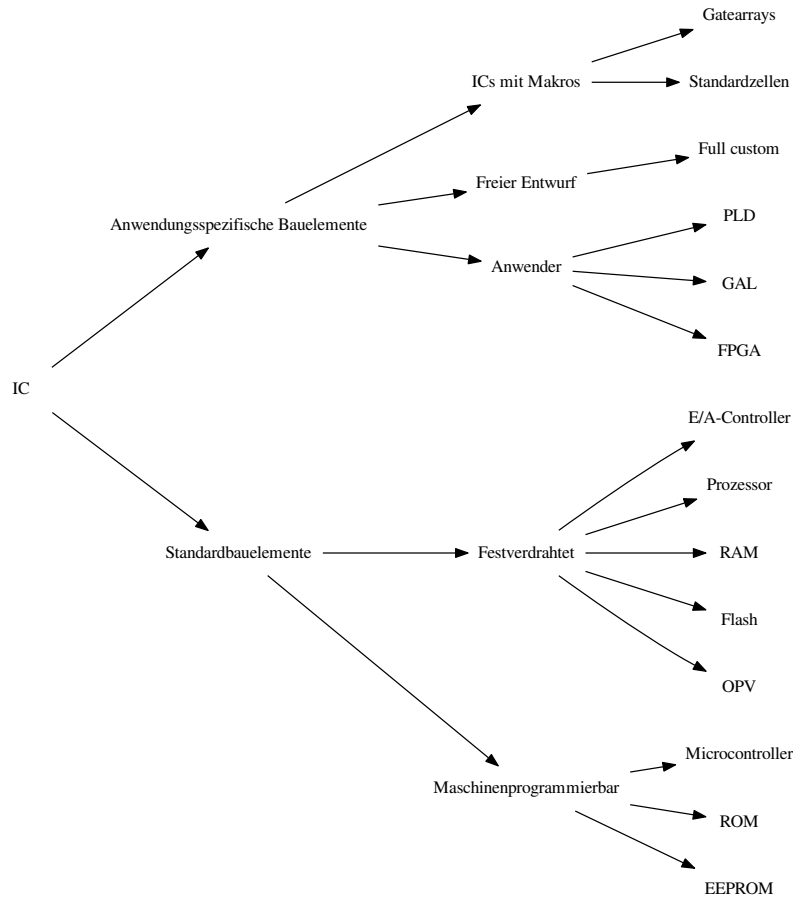 Gatearrays
ICs mit Makros
Standardzellen
Full custom
Freier Entwurf
PLD
Anwendungsspezifische Bauelemente
Anwender
GAL
FPGA
IC
E/A-Controller
Prozessor
Standardbauelemente
Festverdrahtet
RAM
Flash
OPV
Microcontroller
Maschinenprogrammierbar
ROM
EEPROM